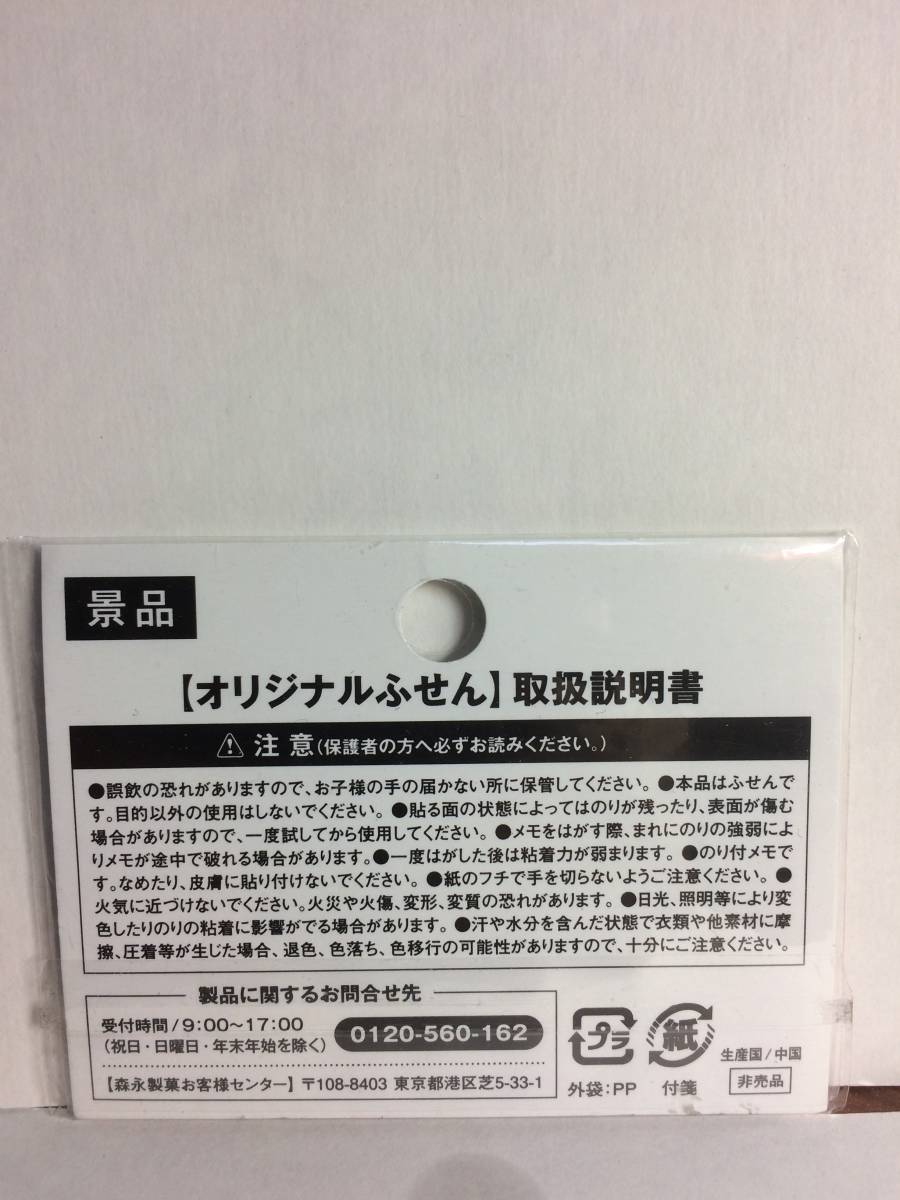 景品
【オリジナルふせん】取扱説明書
注意(保護者の方へ必ずお読みください。)
●誤飲の恐れがありますので、お子様の手の届かない所に保管してください。 ●本品はふせんで
す。目的以外の使用はしないでください。 ●貼る面の状態によってはのりが残ったり、表面が傷む
場合がありますので、一度試してから使用してください。 ●メモをはがす際、まれにのりの強弱によ
りメモが途中で破れる場合があります。●一度はがした後は粘着力が弱まります。 ●のり付メモで
す。なめたり、皮膚に貼り付けないでください。 ●紙のフチで手を切らないようご注意ください。 ●
火気に近づけないでください。火災や火傷、変形、変質の恐れがあります。 ●日光、照明等により変
色したりのりの粘着に影響がでる場合があります。 ●汗や水分を含んだ状態で衣類や他素材に摩
擦、圧着等が生じた場合、退色、色落ち、色移行の可能性がありますので、十分にご注意ください。
製品に関するお問合せ先
受付時間/9:00〜17:00
(祝日・日曜日・年末年始を除く)
0120-560-162
【森永製菓お客様センター】〒108-8403 東京都港区芝5-33-1
プラ
外袋:PP
紙
付箋
生産国/中国
非売品